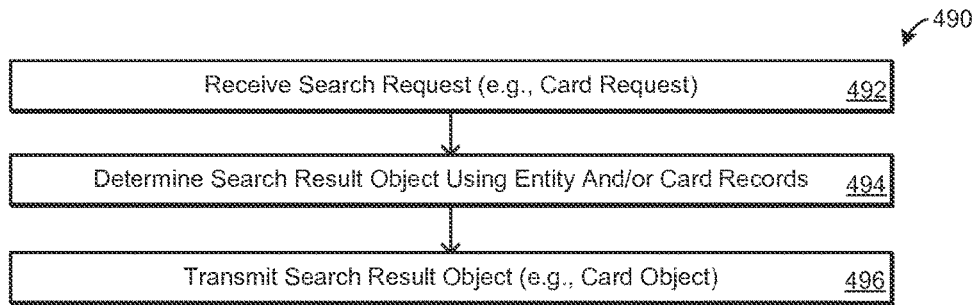 490
Receive Search Request (e.g., Card Request) 492
Determine Search Result Object Using Entity And/or Card Records 494
Transmit Search Result Object (e.g., Card Object) 496